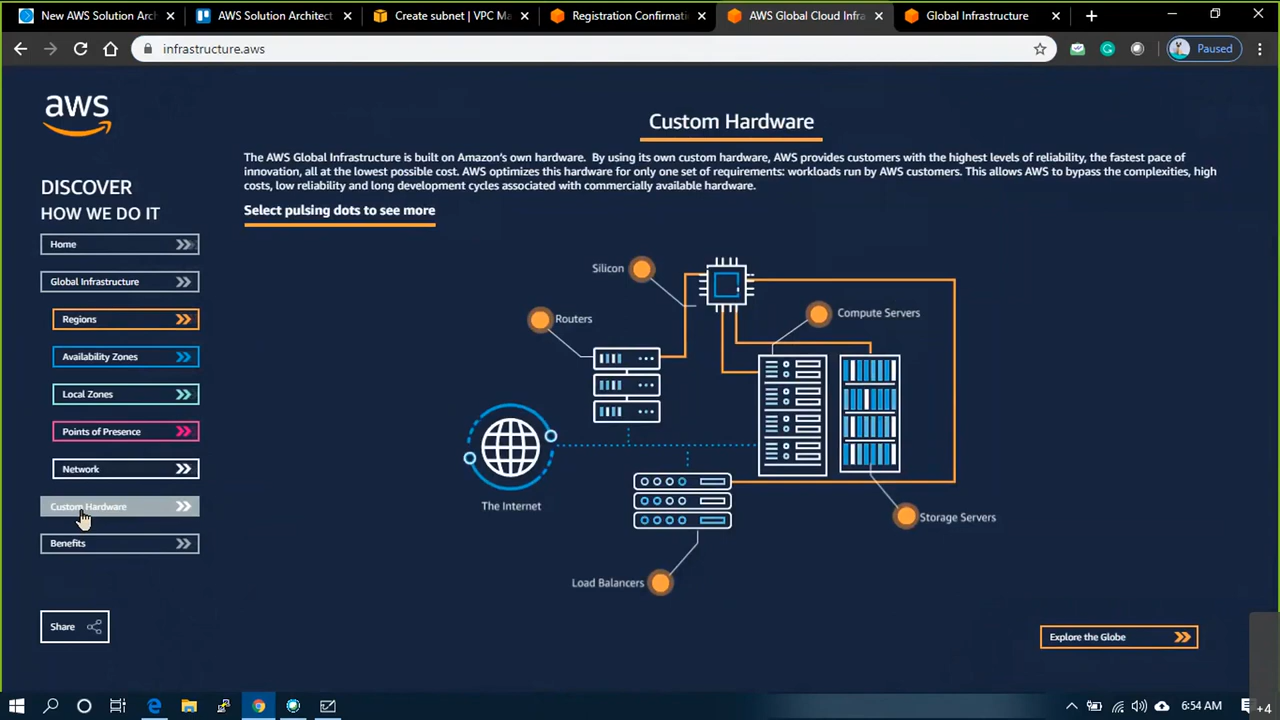 New AWS Solution Arc
AWS Solution Architect
Create subnet | VPC Ma
Registration Confirmati
AWS Global Cloud Infra
Global Infrastructure
infrastructure.aws
Paused
aws
Custom Hardware
The AWS Global Infrastructure is built on Amazon's own hardware. By using its own custom hardware, AWS provides customers with the highest levels of reliability, the fastest pace of
innovation, all at the lowest possible cost. AWS optimizes this hardware for only one set of requirements: workloads run by AWS customers. This allows AWS to bypass the complexities, high
costs, low reliability and long development cycles associated with commercially available hardware.
Select pulsing dots to see more
DISCOVER
HOW WE DO IT
Home
Global Infrastructure
Regions
Availability Zones
Local Zones
Points of Presence
Network
Custom Hardware
Benefits
Share
Silicon
Routers
Compute Servers
The Internet
Storage Servers
Load Balancers
Explore the Globe
6:54 AM
+4